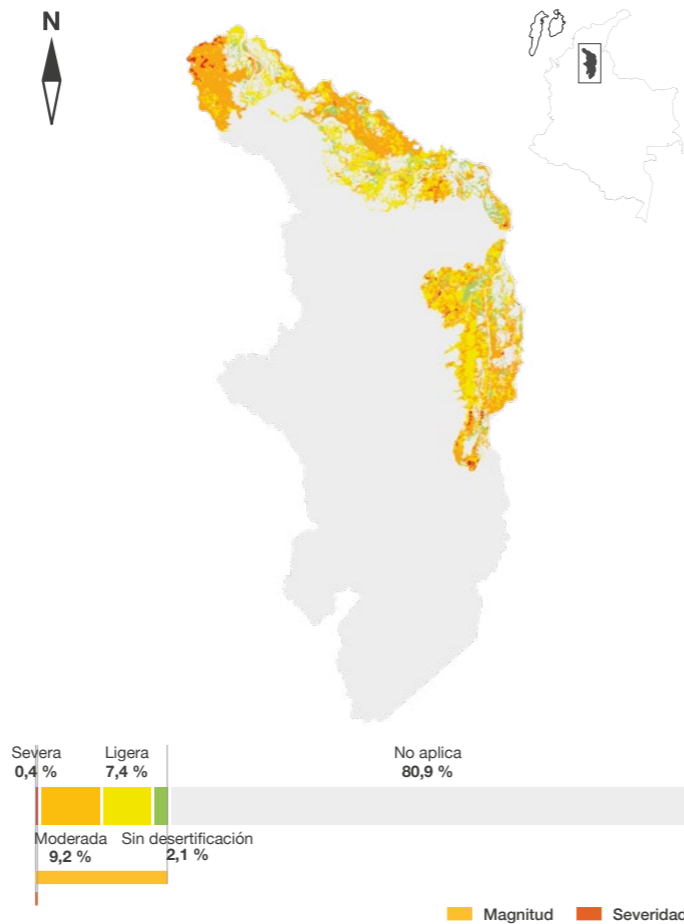 N
Severa
0,4 %
Ligera
7,4 %
No aplica
80,9 %
Moderada
9,2 %
Sin desertificación
2,1 %
Magnitud
Severidad